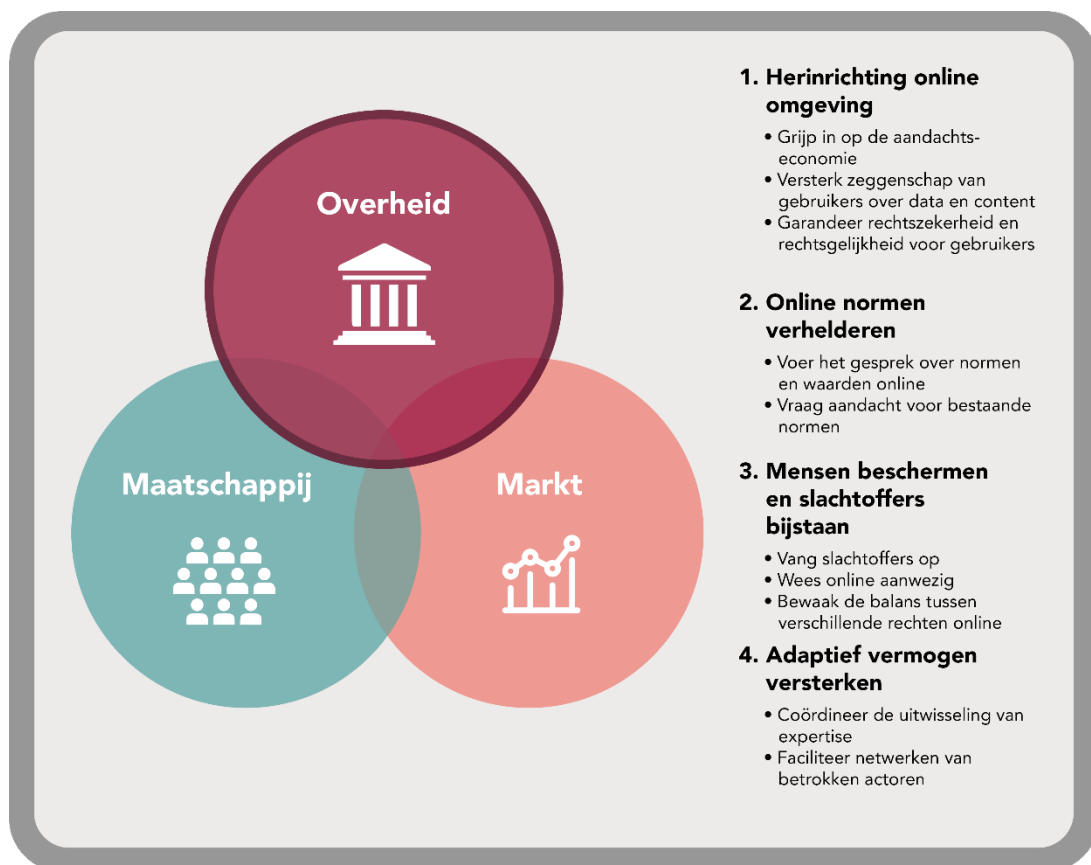 Overheid
Maatschappij
Markt
1. Herinrichting online
omgeving
• Grijp in op de aandachts-
economie
• Versterk zeggenschap van
gebruikers over data en content
• Garandeer rechtszekerheid en
rechtsgelijkheid voor gebruikers
2. Online normen
verhelderen
• Voer het gesprek over normen
en waarden online
• Vraag aandacht voor bestaande
normen
3. Mensen beschermen
en slachtoffers
bijstaan
• Vang slachtoffers op
• Wees online aanwezig
• Bewaak de balans tussen
verschillende rechten online
4. Adaptief vermogen
versterken
• Coördineer de uitwisseling van
expertise
• Faciliteer netwerken van
betrokken actoren